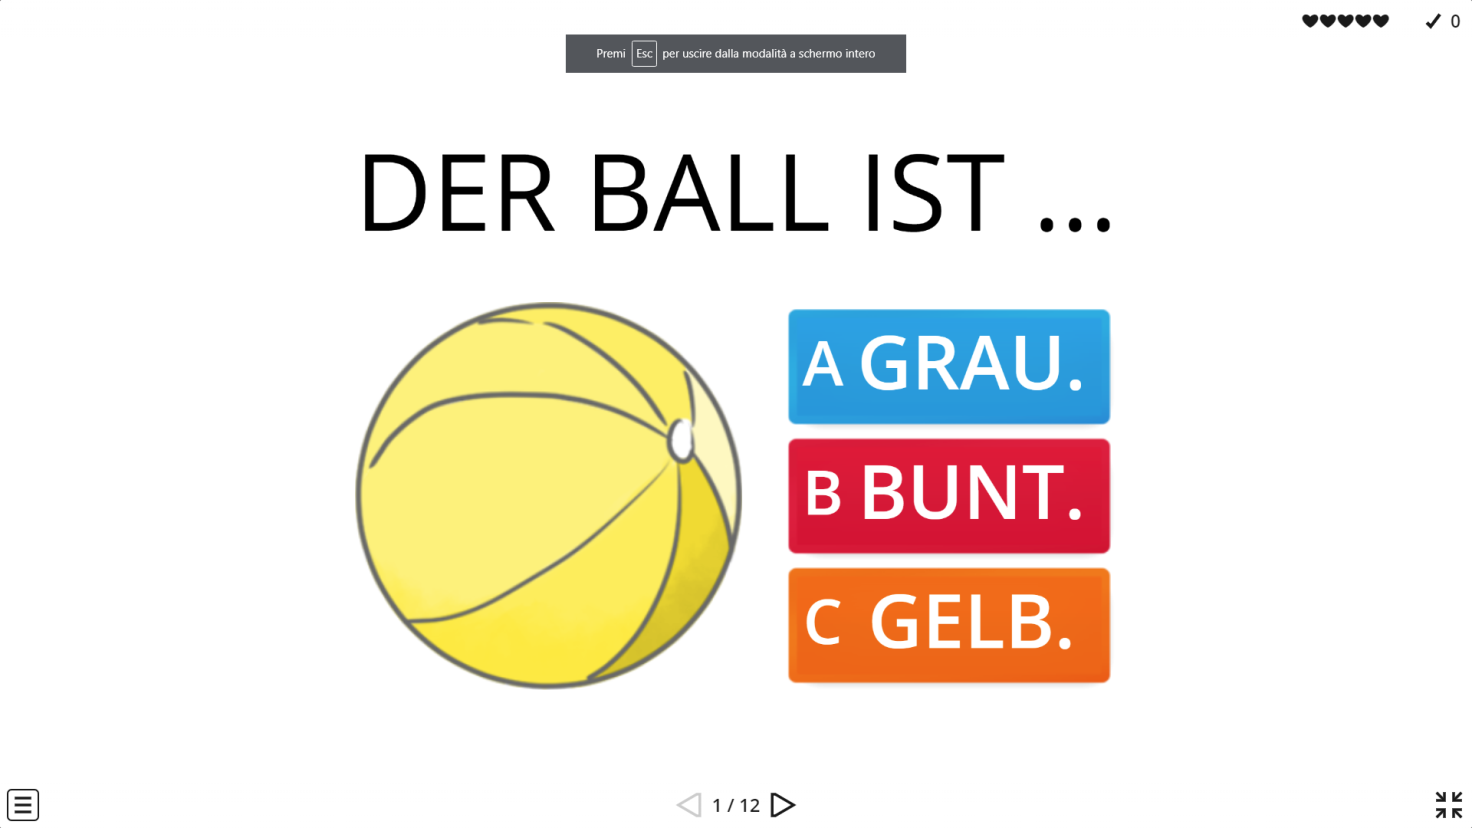 0
Premi Esc per uscire dalla modalità a schermo intero
DER BALL IST ...
A GRAU.
B BUNT.
C GELB.
1 / 12